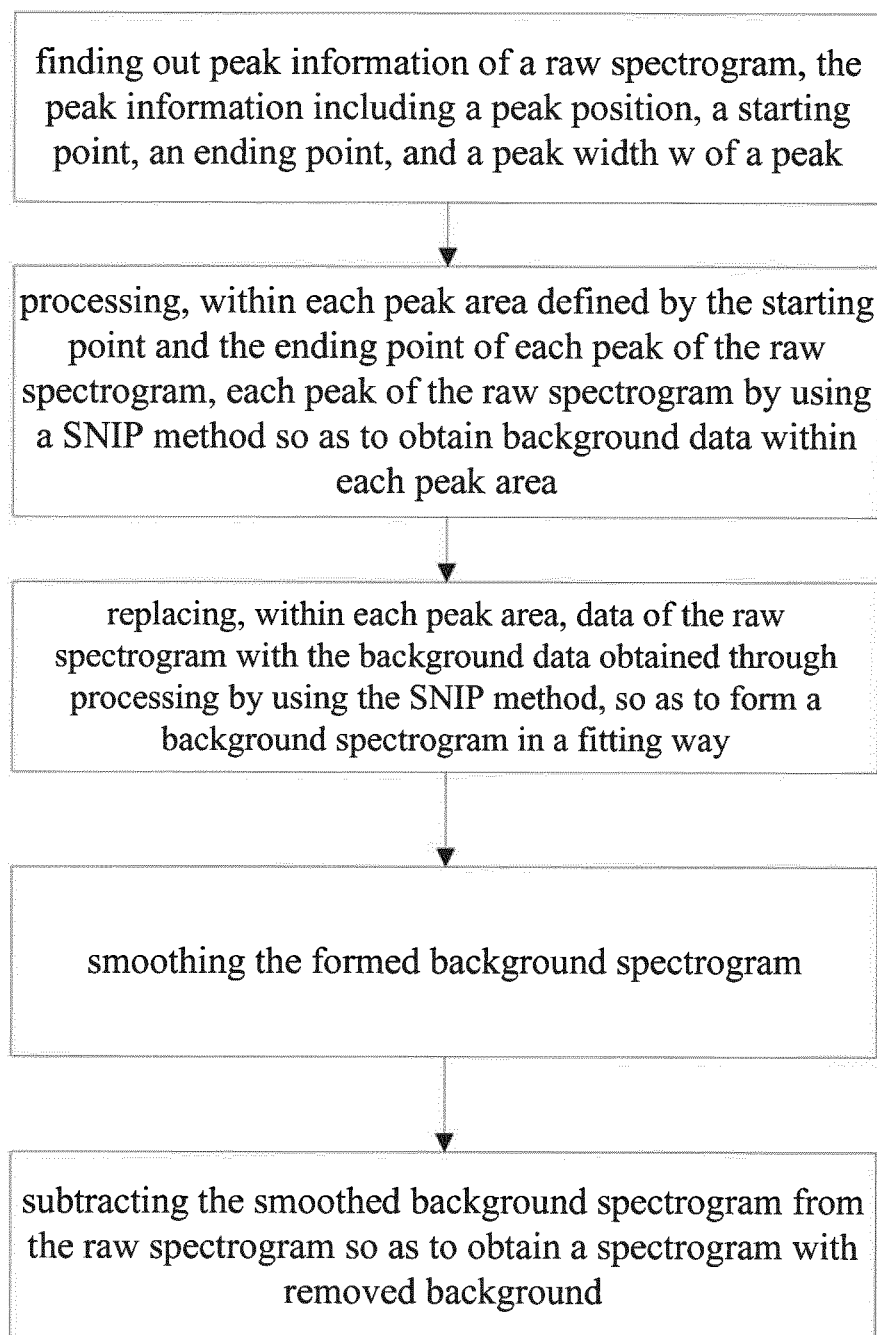 finding out peak information of a raw spectrogram, the
peak information including a peak position, a starting
point, an ending point, and a peak width w of a peak
processing, within each peak area defined by the starting
point and the ending point of each peak of the raw
spectrogram, each peak of the raw spectrogram by using
a SNIP method so as to obtain background data within
each peak area
replacing, within each peak area, data of the raw
spectrogram with the background data obtained through
processing by using the SNIP method, so as to form a
background spectrogram in a fitting way
smoothing the formed background spectrogram
subtracting the smoothed background spectrogram from
the raw spectrogram so as to obtain a spectrogram with
removed background